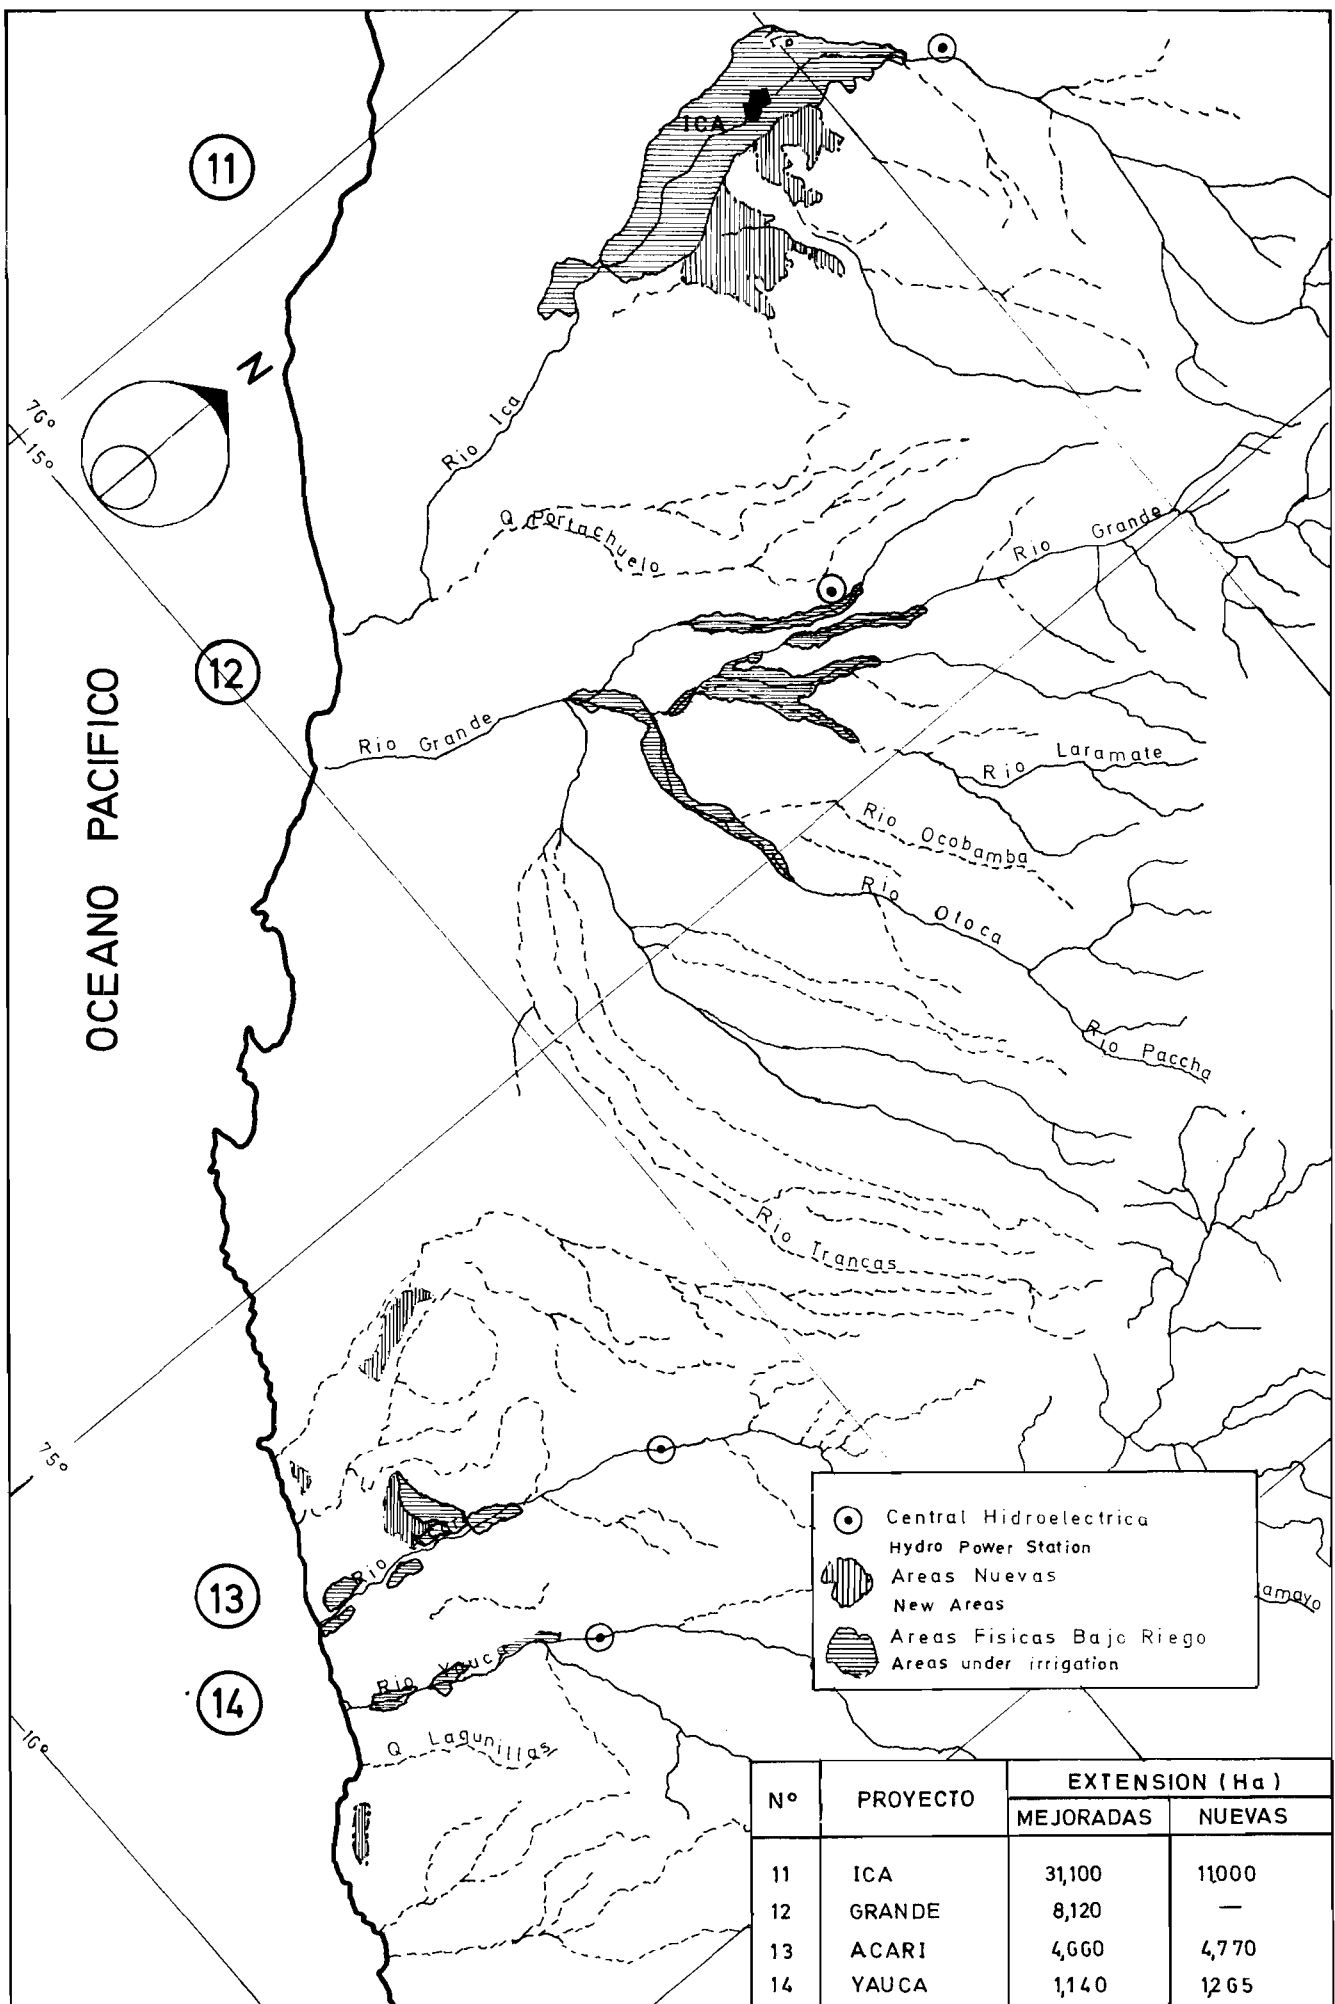 11
ICA
N
76°
15°
Rio Ica
Q Portachuelo
Rio Grande
12
Rio Grande
OCEANO PACIFICO
Rio Laramate
Rio Ocobamba
Rio Otoca
Rio Paccha
Rio Trancas
75°
Rio
13
Rio Yauca
14
Q Lagunillas
16°
amayo
Central Hidroelectrica
Hydro Power Station
Areas Nuevas
New Areas
Areas Fisicas Bajo Riego
Areas under irrigation
N° PROYECTO EXTENSION (Ha)
MEJORADAS NUEVAS
11 ICA 31,100 11,000
12 GRANDE 8,120 —
13 ACARI 4,660 4,770
14 YAUCA 1,140 1,265